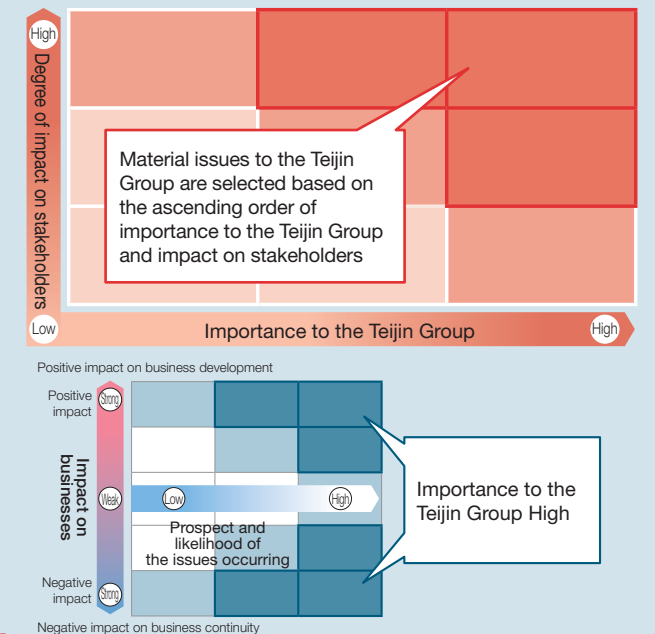 High
Degree of impact on stakeholders
Material issues to the Teijin
Group are selected based on
the ascending order of
importance to the Teijin Group
and impact on stakeholders
Low
Importance to the Teijin Group
High
Positive impact on business development
Positive
impact
Strong
Impact on
businesses
Weak
Low
High
Prospect and
likelihood of
the issues occurring
Importance to the
Teijin Group High
Negative
impact
Strong
Negative impact on business continuity